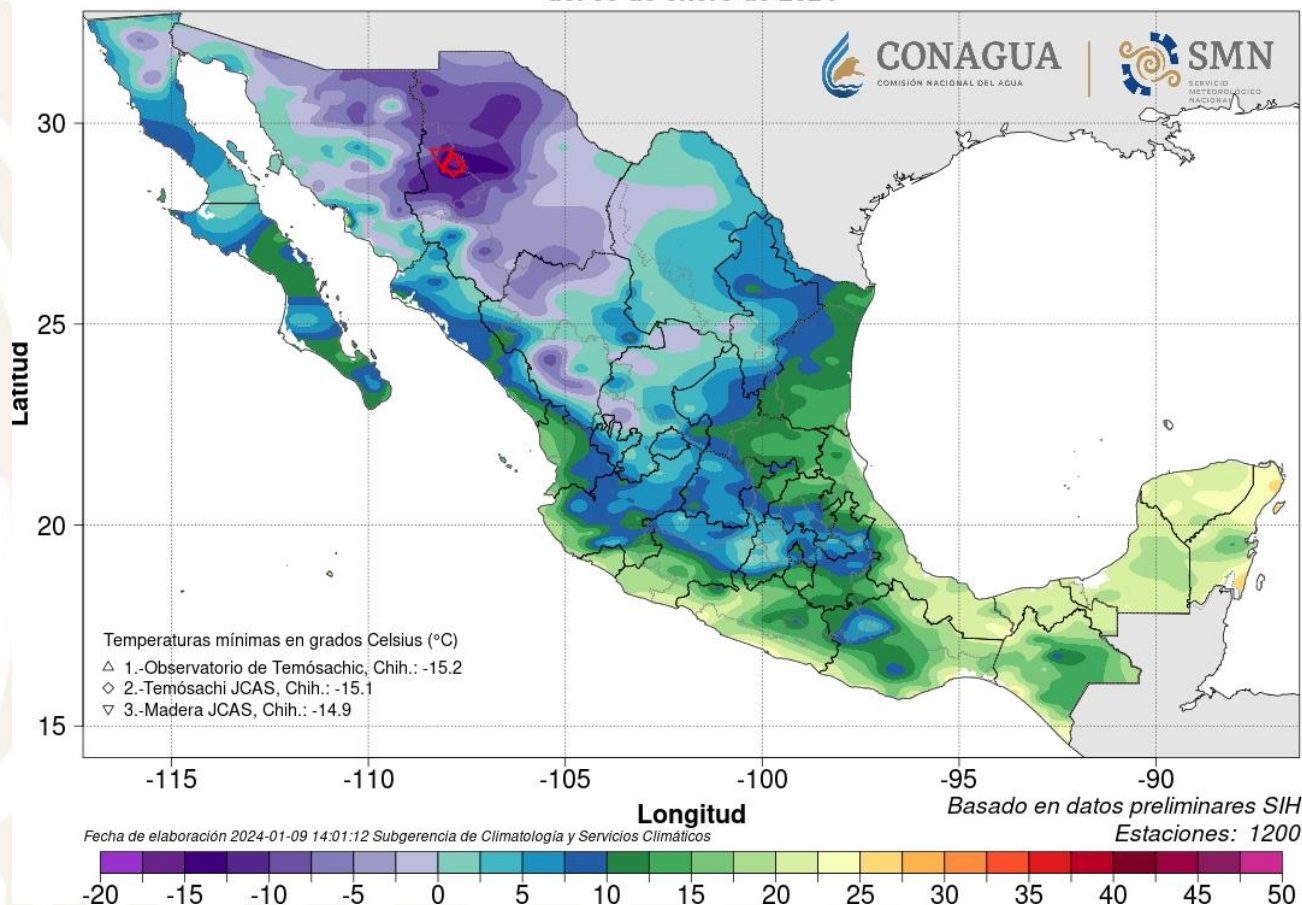 CONAGUA
COMISIÓN NACIONAL DEL AGUA
SMN
SERVICIO
METEOROLÓGICO
NACIONAL
30
25
20
15
Latitud
Temperaturas mínimas en grados Celsius (°C)
1.-Observatorio de Temósachic, Chih.: -15.2
2.-Temósachi JCAS, Chih.: -15.1
3.-Madera JCAS, Chih.: -14.9
-115 -110 -105 -100 -95 -90
Longitud
Basado en datos preliminares SIH
Fecha de elaboración 2024-01-09 14:01:12 Subgerencia de Climatología y Servicios Climáticos
Estaciones: 1200
-20 -15 -10 -5 0 5 10 15 20 25 30 35 40 45 50